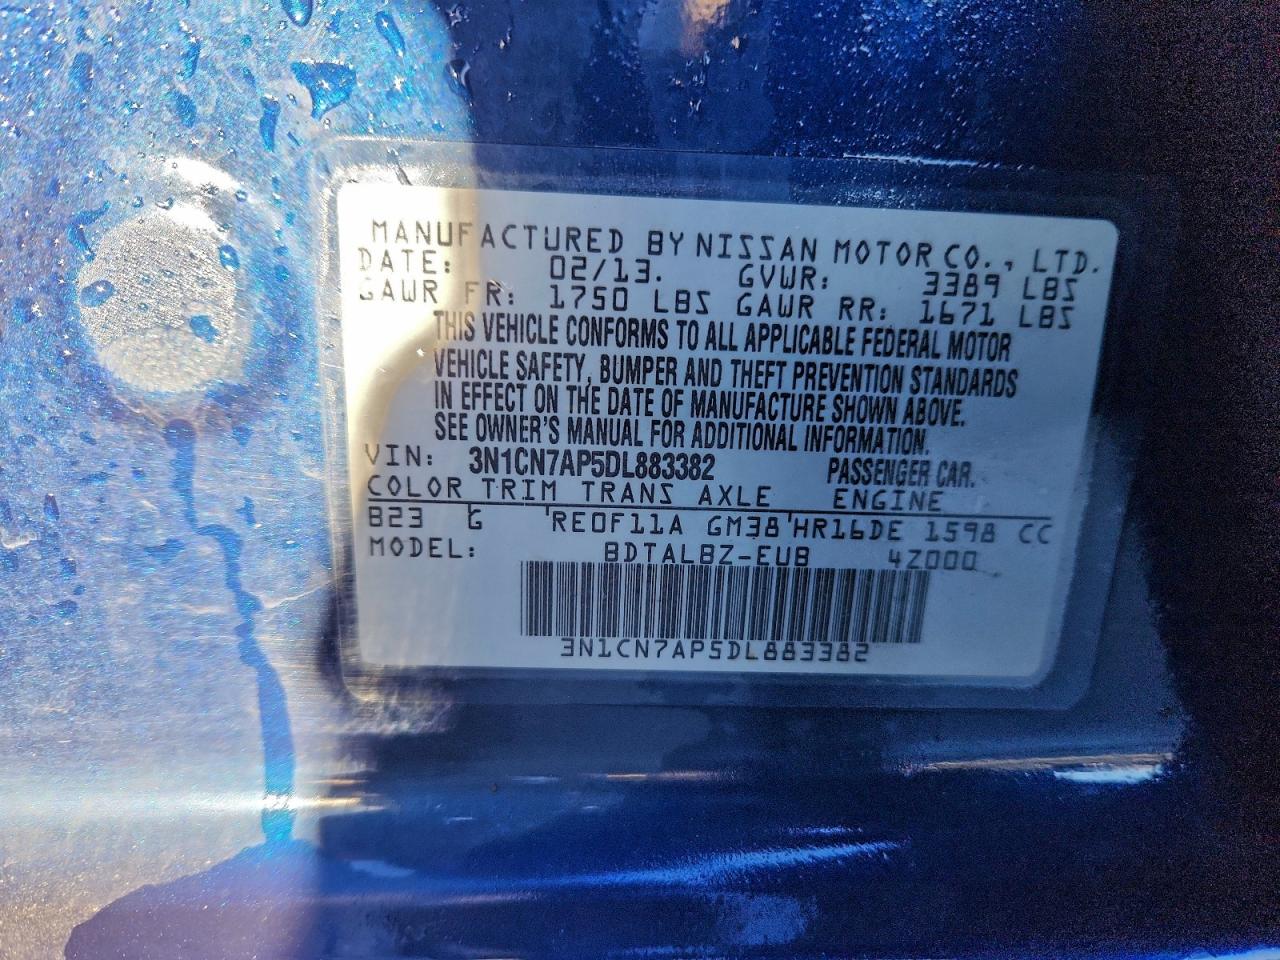 MANUFACTURED BY NISSAN MOTOR CO., LTD.
DATE: 02/13. GVWR: 3389 LBS
GAWR FR: 1750 LBS GAWR RR: 1671 LBS
THIS VEHICLE CONFORMS TO ALL APPLICABLE FEDERAL MOTOR
VEHICLE SAFETY, BUMPER AND THEFT PREVENTION STANDARDS
IN EFFECT ON THE DATE OF MANUFACTURE SHOWN ABOVE.
SEE OWNER'S MANUAL FOR ADDITIONAL INFORMATION.
VIN: 3N1CN7AP5DL883382 PASSENGER CAR.
COLOR TRIM TRANS AXLE ENGINE
B23 G RE0F11A GM38 HR16DE 1598 CC
MODEL: BDTALBZ-EUB 4Z000
3N1CN7AP5DL883382